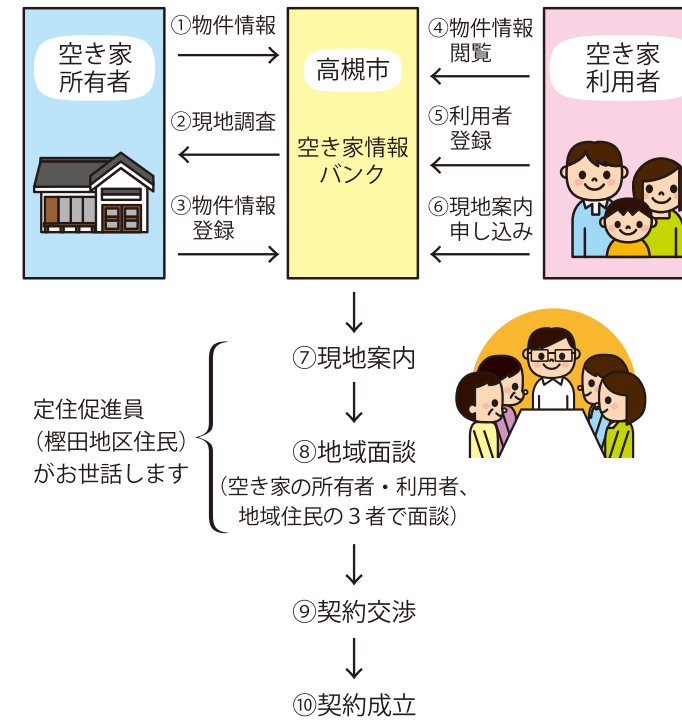 空き家
所有者
①物件情報
②現地調査
③物件情報
登録
高槻市
空き家情報
バンク
④物件情報
閲覧
⑤利用者
登録
⑥現地案内
申し込み
空き家
利用者
⑦現地案内
定住促進員
（樫田地区住民）
がお世話します
⑧地域面談
（空き家の所有者・利用者、
地域住民の３者で面談）
⑨契約交渉
⑩契約成立